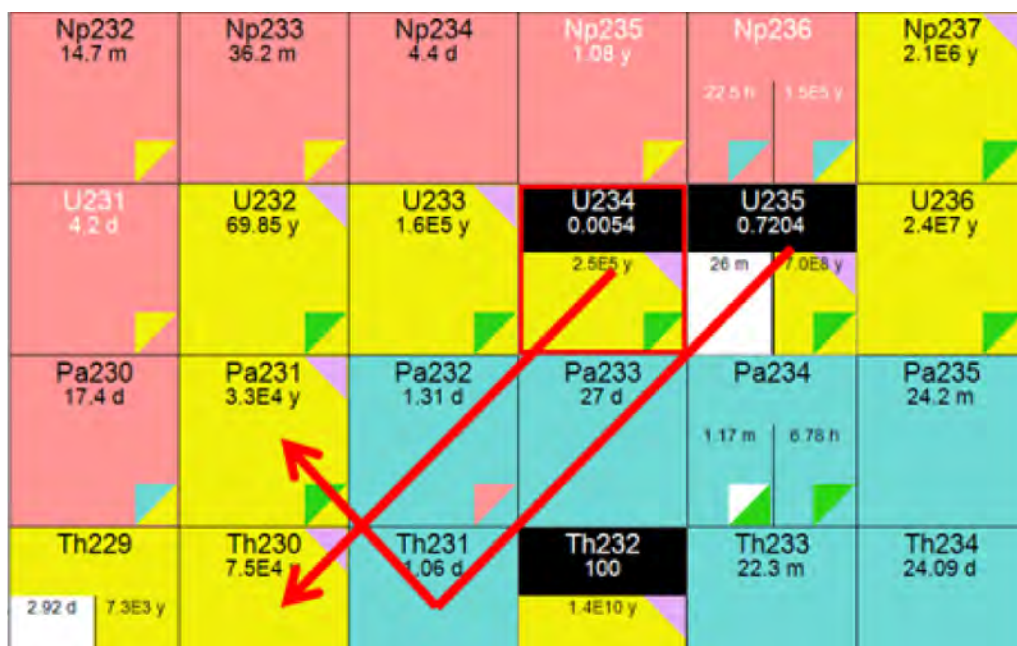 Np232 Np233 Np234 Np235 Np236 Np237
14.7 m 36.2 m 4.4 d 1.08 y 2.1E6 y
22.5 h 1.5E5 y
U231 U232 U233 U234 U235 U236
4.2 d 69.85 y 1.6E5 y 0.0054 0.7204 2.4E7 y
2.5E5 y 26 m 7.0E8 y
Pa230 Pa231 Pa232 Pa233 Pa234 Pa235
17.4 d 3.3E4 y 1.31 d 27 d 24.2 m
1.17 m 6.78 h
Th229 Th230 Th231 Th232 Th233 Th234
7.5E4 y 1.06 d 100 22.3 m 24.09 d
2.92 d 7.3E3 y 1.4E10 y